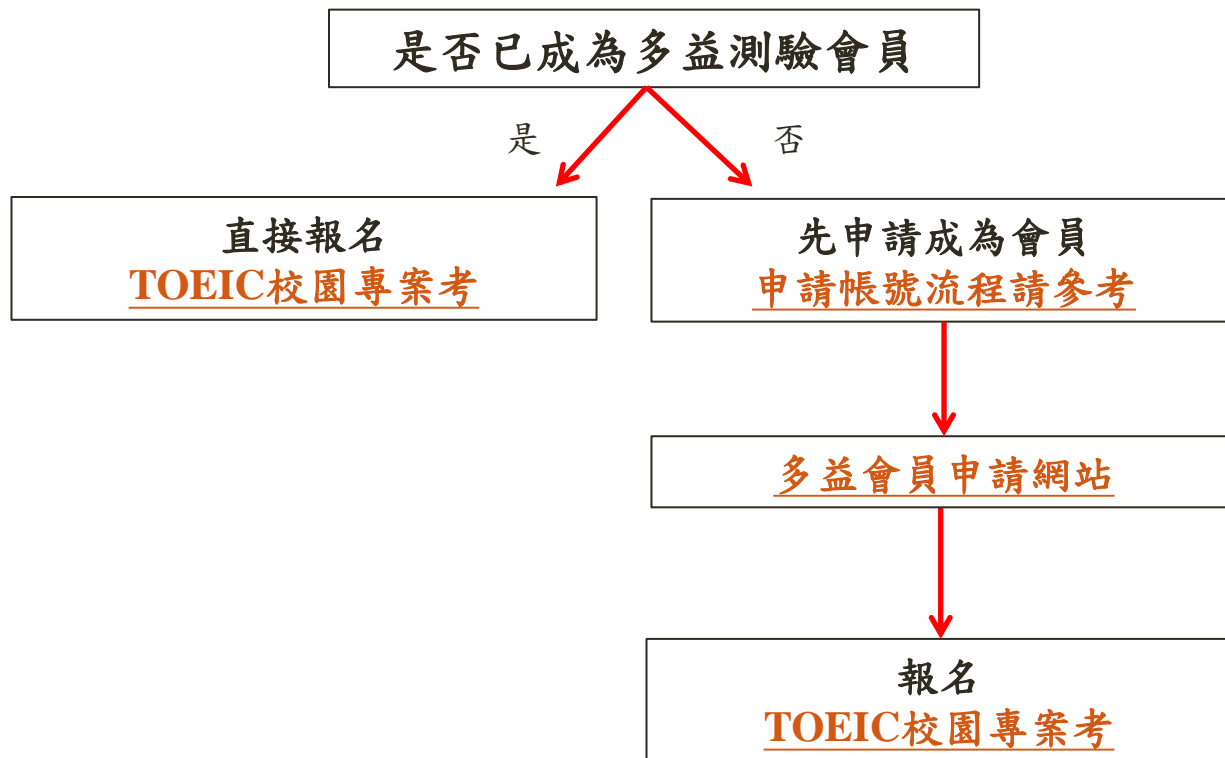 是否已成為多益測驗會員
是
否
直接報名
TOEIC校園專案考
先申請成為會員
申請帳號流程請參考
多益會員申請網站
報名
TOEIC校園專案考